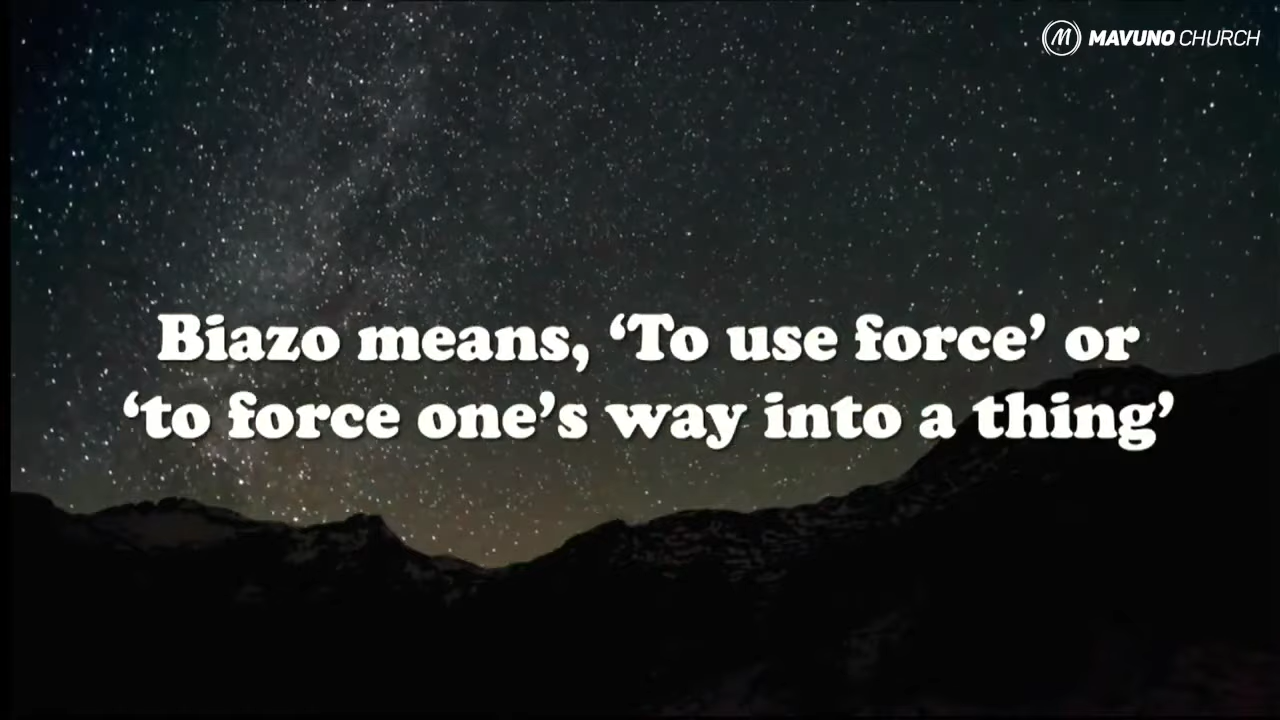 MAVUNO CHURCH
Biazo means, ‘To use force’ or
‘to force one’s way into a thing’